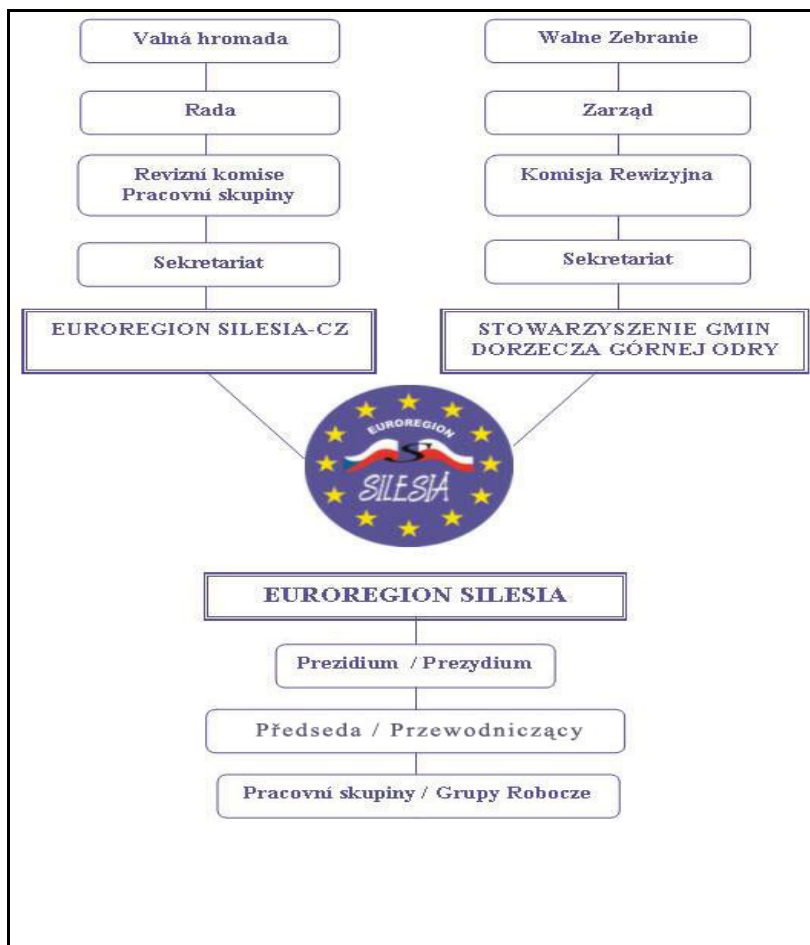 Valná hromada
Rada
Revizní komise
Pracovní skupiny
Sekretariat
EUROREGION SILESIA-CZ
Walne Zebranie
Zarząd
Komisja Rewizyjna
Sekretariat
STOWARZYSZENIE GMIN
DORZECZA GÓRNEJ ODRY
EUROREGION
S
SILESIA
EUROREGION SILESIA
Prezidium / Prezydium
Předseda / Przewodniczący
Pracovní skupiny / Grupy Robocze